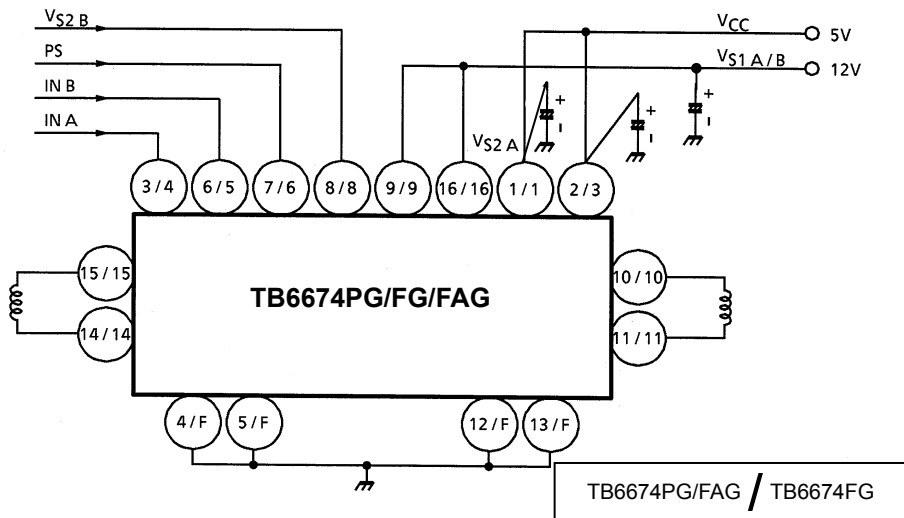 VS2 B
PS
IN B
IN A
VCC
5V
VS1 A/B
12V
VS2 A
+
-
+
-
+
-
3/4
6/5
7/6
8/8
9/9
16/16
1/1
2/3
15/15
14/14
TB6674PG/FG/FAG
10/10
11/11
4/F
5/F
12/F
13/F
TB6674PG/FAG / TB6674FG